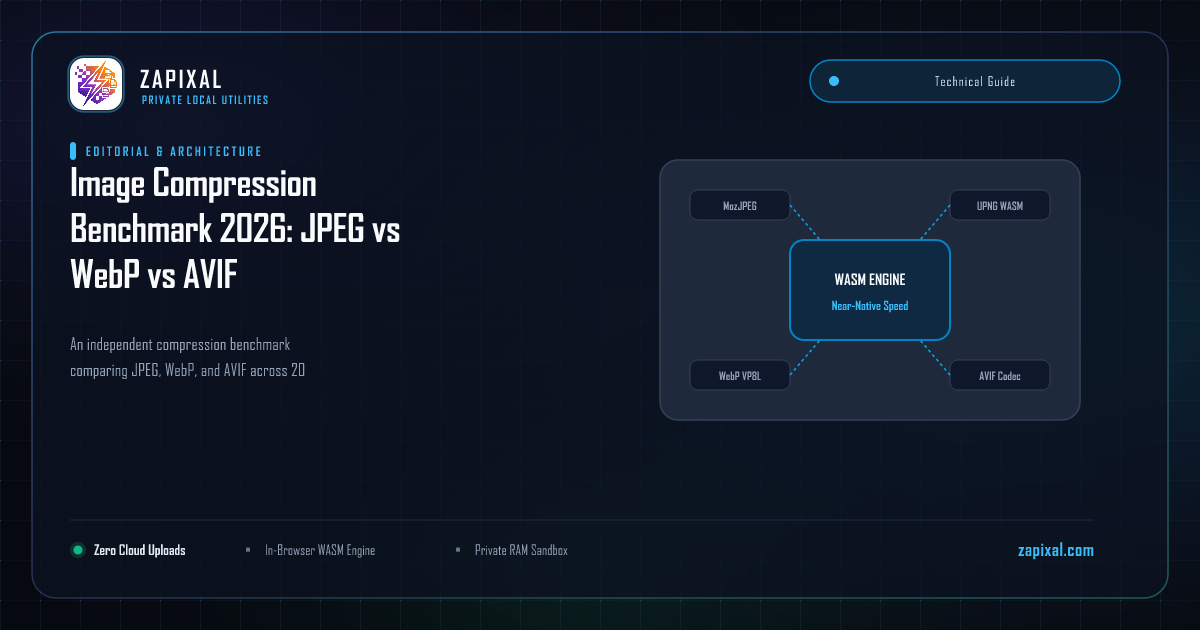 ZAPIXAL
PRIVATE LOCAL UTILITIES
Technical Guide
EDITORIAL & ARCHITECTURE
Image Compression
Benchmark 2026: JPEG vs
WebP vs AVIF
An independent compression benchmark
comparing JPEG, WebP, and AVIF across 20
MozJPEG
UPNG WASM
WASM ENGINE
Near-Native Speed
WebP VP8L
AVIF Codec
Zero Cloud Uploads
In-Browser WASM Engine
Private RAM Sandbox
zapixal.com